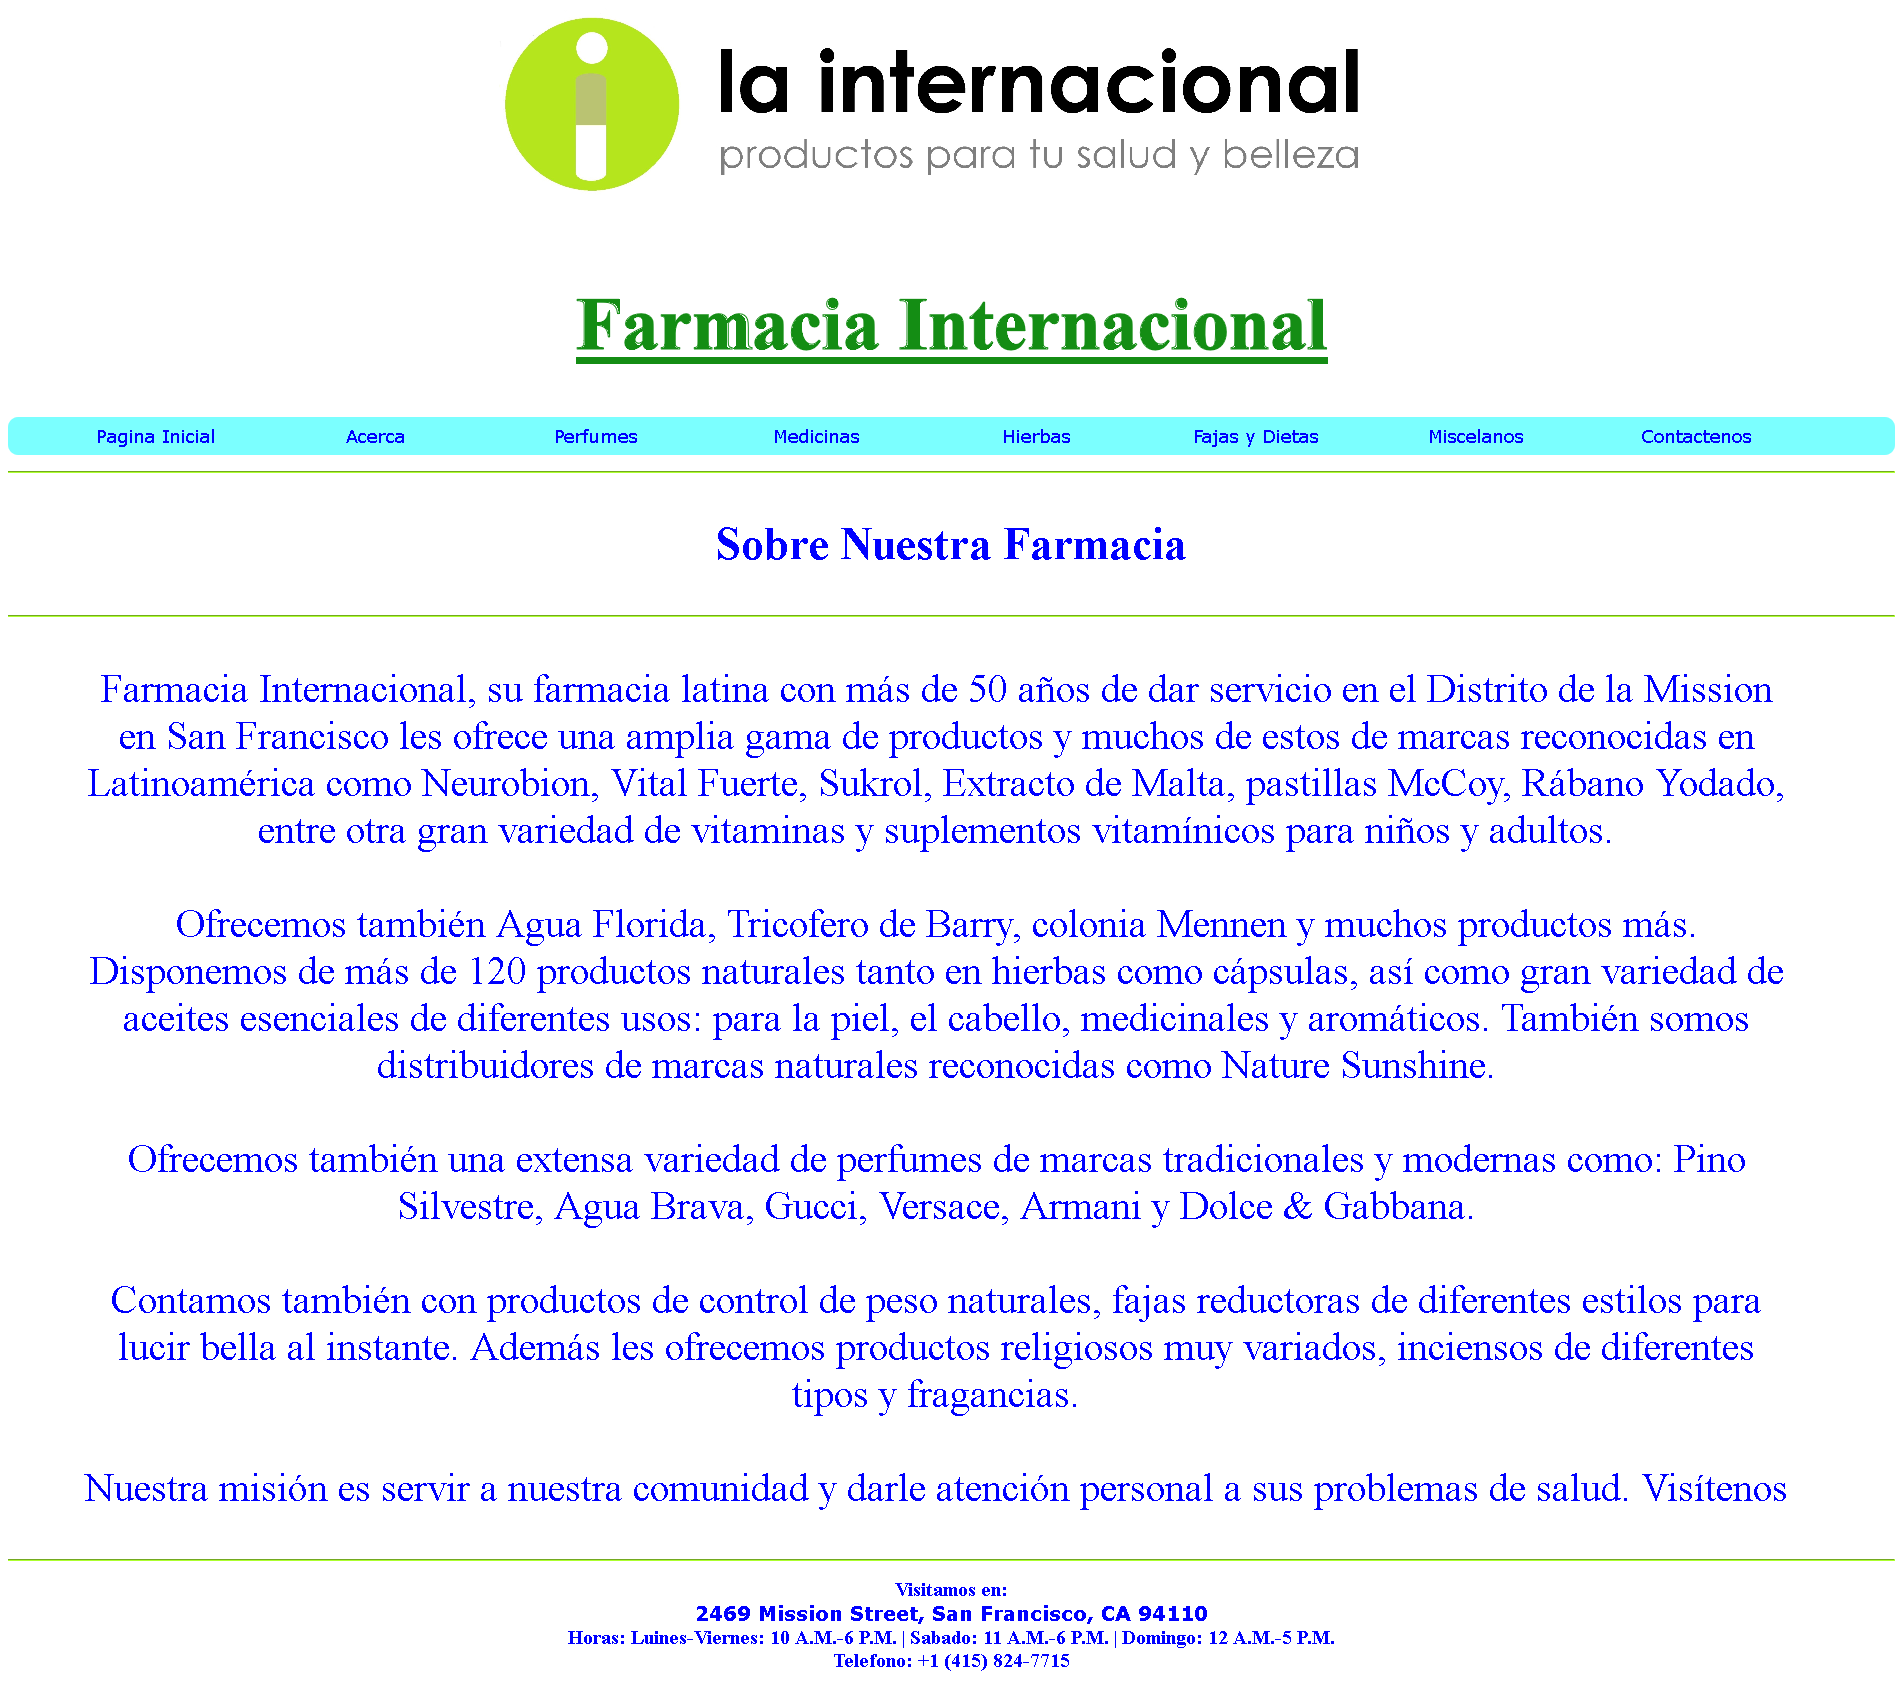 la internacional
productos para tu salud y belleza
Farmacia Internacional
Pagina Inicial Acerca Perfumes Medicinas Hierbas Fajas y Dietas Miscelanos Contactenos
Sobre Nuestra Farmacia
Farmacia Internacional, su farmacia latina con más de 50 años de dar servicio en el Distrito de la Mission
en San Francisco les ofrece una amplia gama de productos y muchos de estos de marcas reconocidas en
Latinoamérica como Neurobion, Vital Fuerte, Sukrol, Extracto de Malta, pastillas McCoy, Rábano Yodado,
entre otra gran variedad de vitaminas y suplementos vitamínicos para niños y adultos.
Ofrecemos también Agua Florida, Tricofero de Barry, colonia Mennen y muchos productos más.
Disponemos de más de 120 productos naturales tanto en hierbas como cápsulas, así como gran variedad de
aceites esenciales de diferentes usos: para la piel, el cabello, medicinales y aromáticos. También somos
distribuidores de marcas naturales reconocidas como Nature Sunshine.
Ofrecemos también una extensa variedad de perfumes de marcas tradicionales y modernas como: Pino
Silvestre, Agua Brava, Gucci, Versace, Armani y Dolce & Gabbana.
Contamos también con productos de control de peso naturales, fajas reductoras de diferentes estilos para
lucir bella al instante. Además les ofrecemos productos religiosos muy variados, inciensos de diferentes
tipos y fragancias.
Nuestra misión es servir a nuestra comunidad y darle atención personal a sus problemas de salud. Visítenos
Visitamos en:
2469 Mission Street, San Francisco, CA 94110
Horas: Luines-Viernes: 10 A.M.-6 P.M. | Sabado: 11 A.M.-6 P.M. | Domingo: 12 A.M.-5 P.M.
Telefono: +1 (415) 824-7715